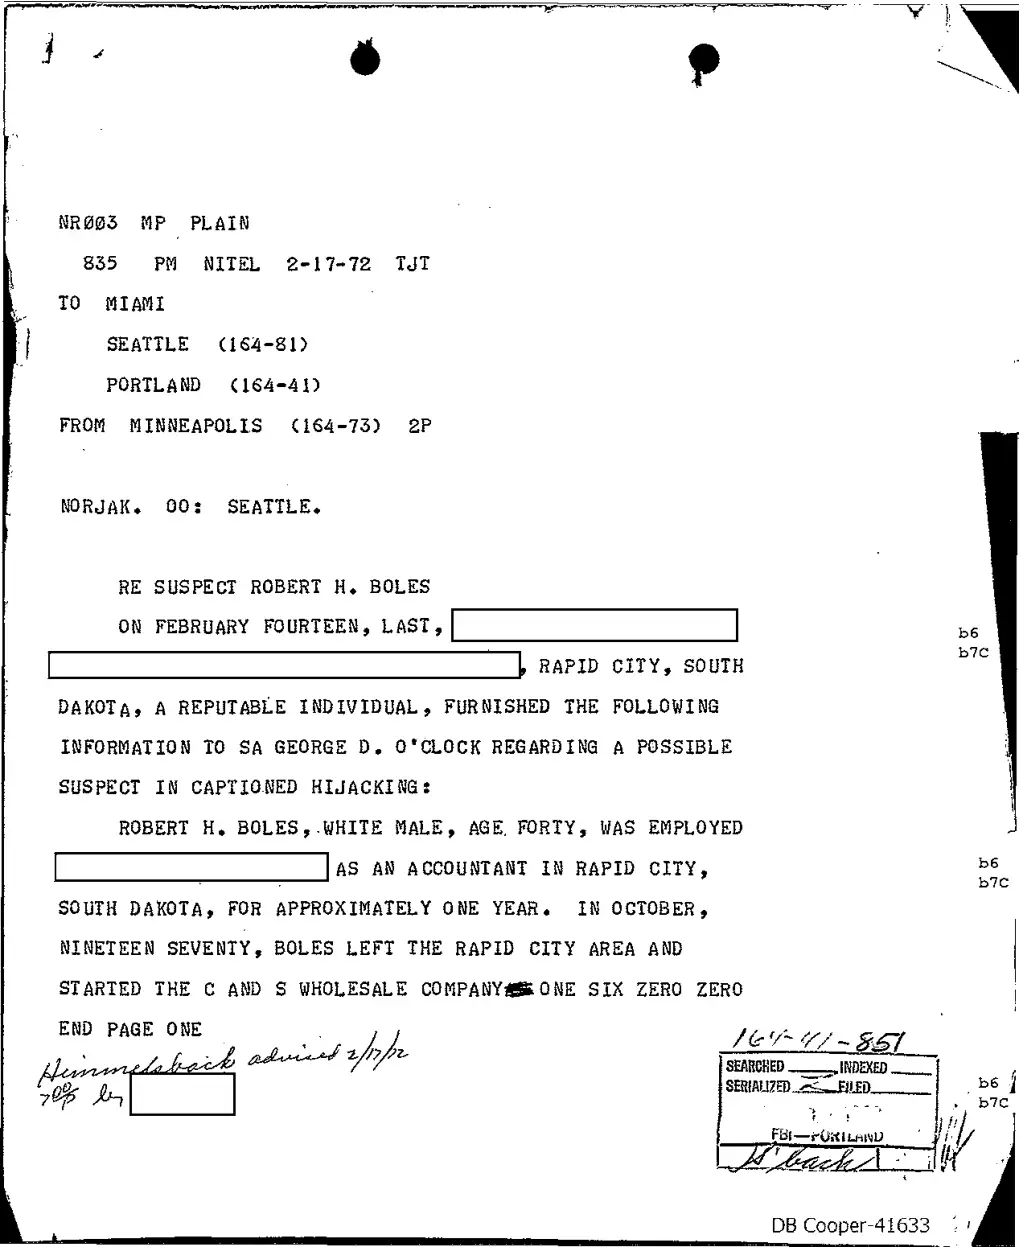 NR003 MP PLAIN
835 PM NITEL 2-17-72 TJT
TO MIAMI
SEATTLE (164-81)
PORTLAND (164-41)
FROM MINNEAPOLIS (164-73) 2P
NORJAK. OO: SEATTLE.
RE SUSPECT ROBERT H. BOLES
ON FEBRUARY FOURTEEN, LAST,
b6
b7C
, RAPID CITY, SOUTH
DAKOTA, A REPUTABLE INDIVIDUAL, FURNISHED THE FOLLOWING
INFORMATION TO SA GEORGE D. O'CLOCK REGARDING A POSSIBLE
SUSPECT IN CAPTIONED HIJACKING:
ROBERT H. BOLES, WHITE MALE, AGE FORTY, WAS EMPLOYED
AS AN ACCOUNTANT IN RAPID CITY,
b6
b7C
SOUTH DAKOTA, FOR APPROXIMATELY ONE YEAR. IN OCTOBER,
NINETEEN SEVENTY, BOLES LEFT THE RAPID CITY AREA AND
STARTED THE C AND S WHOLESALE COMPANY ONE SIX ZERO ZERO
END PAGE ONE
Himmelsbach advised 2/17/72
700P by
164-41-851
SEARCHED INDEXED
SERIALIZED FILED
FBI—PORTLAND
b6
b7C
DB Cooper-41633